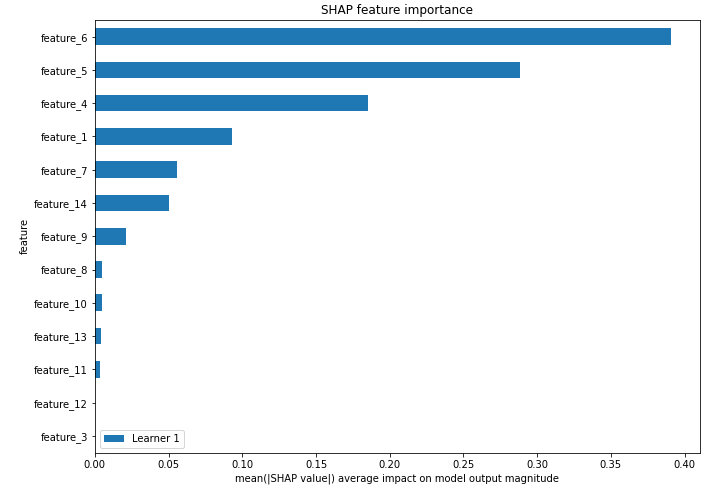 SHAP feature importance
feature_6
feature_5
feature_4
feature_1
feature_7
feature_14
feature_9
feature_8
feature_10
feature_13
feature_11
feature_12
feature_3
feature
Learner 1
0.00 0.05 0.10 0.15 0.20 0.25 0.30 0.35 0.40
mean(|SHAP value|) average impact on model output magnitude